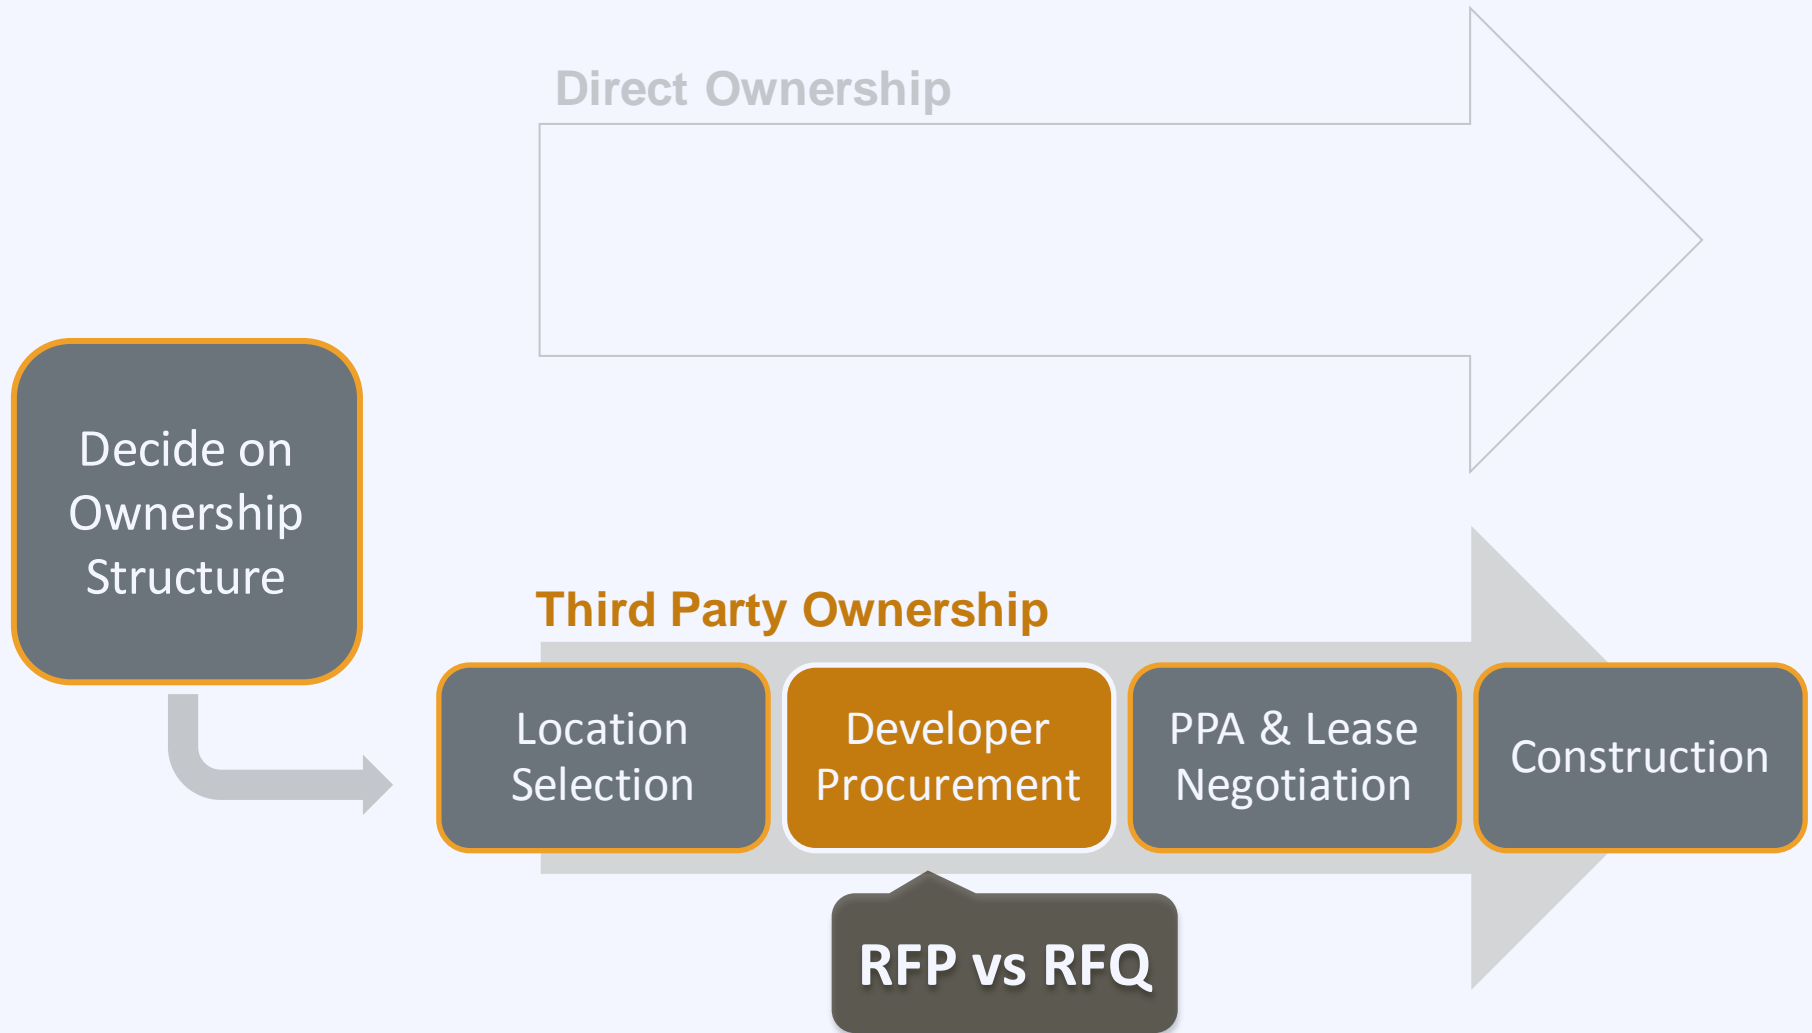 Direct Ownership
Decide on
Ownership
Structure
Third Party Ownership
Location
Selection
Developer
Procurement
PPA & Lease
Negotiation
Construction
RFP vs RFQ